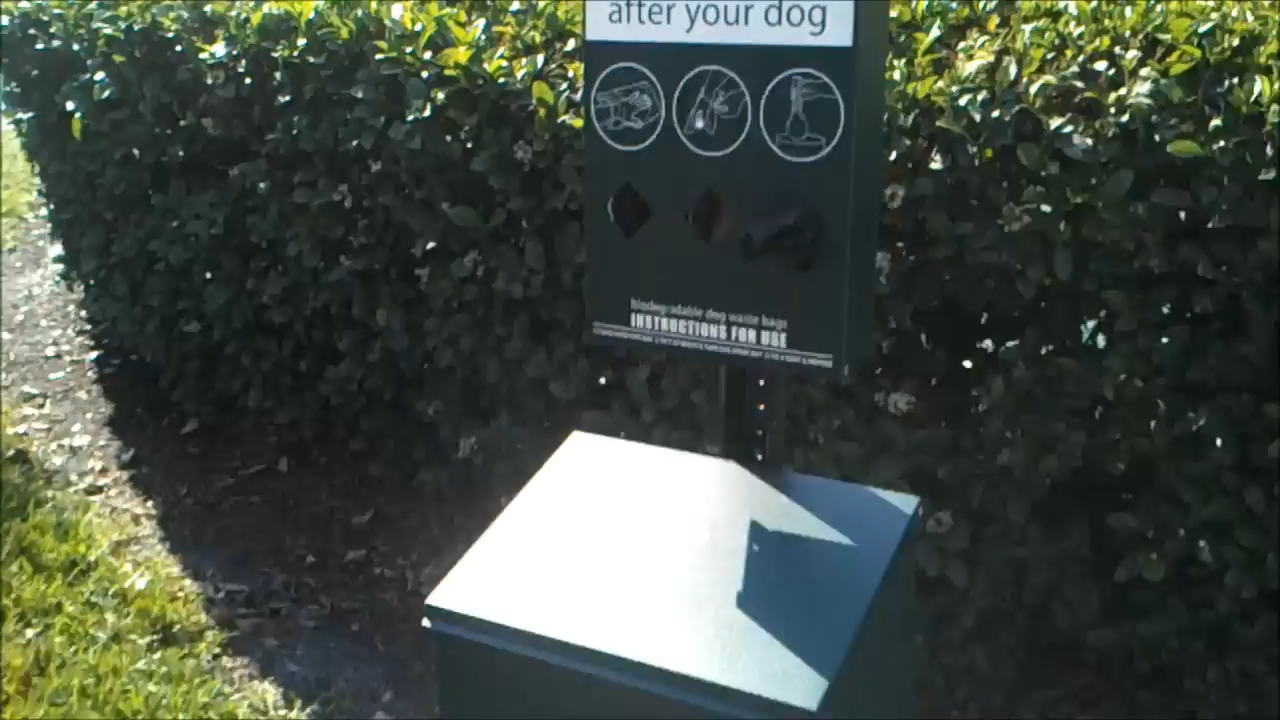 after your dog
biodegradable dog waste bags
INSTRUCTIONS FOR USE